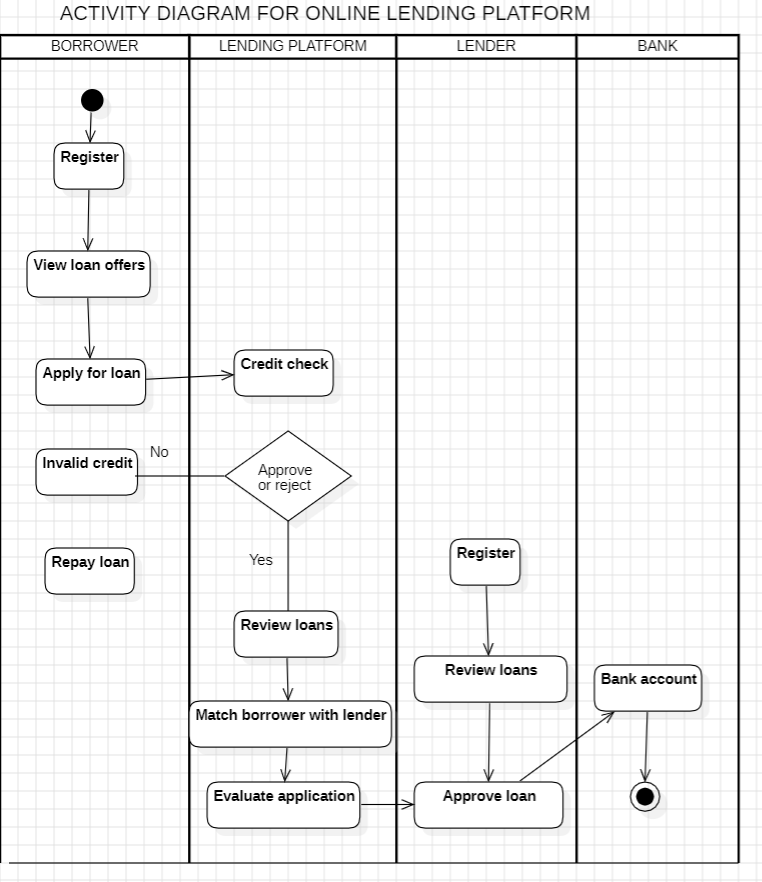 ACTIVITY DIAGRAM FOR ONLINE LENDING PLATFORM
BORROWER
LENDING PLATFORM
LENDER
BANK
Register
View loan offers
Apply for loan
Credit check
Invalid credit
No
Approve
or reject
Repay loan
Yes
Register
Review loans
Review loans
Bank account
Match borrower with lender
Evaluate application
Approve loan